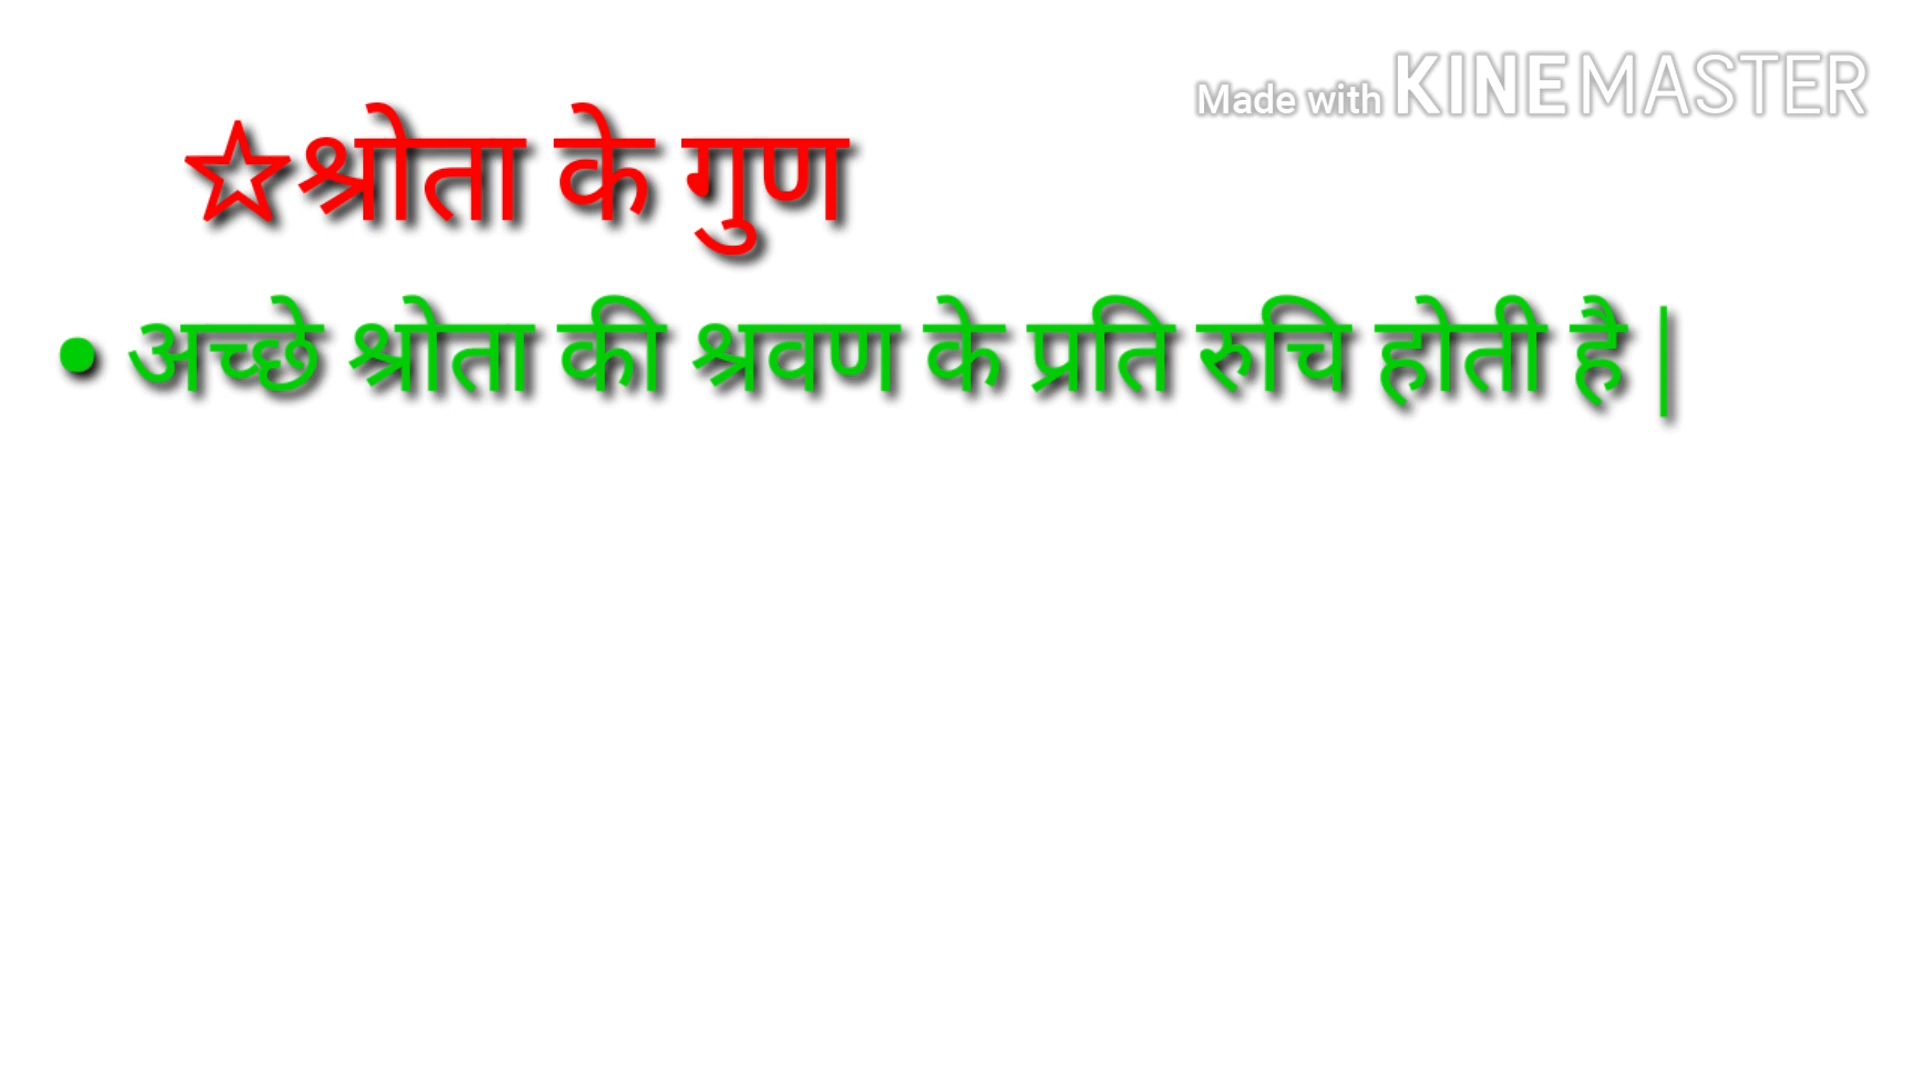 Made with KINEMASTER
☆श्रोता के गुण
• अच्छे श्रोता की श्रवण के प्रति रुचि होती है |